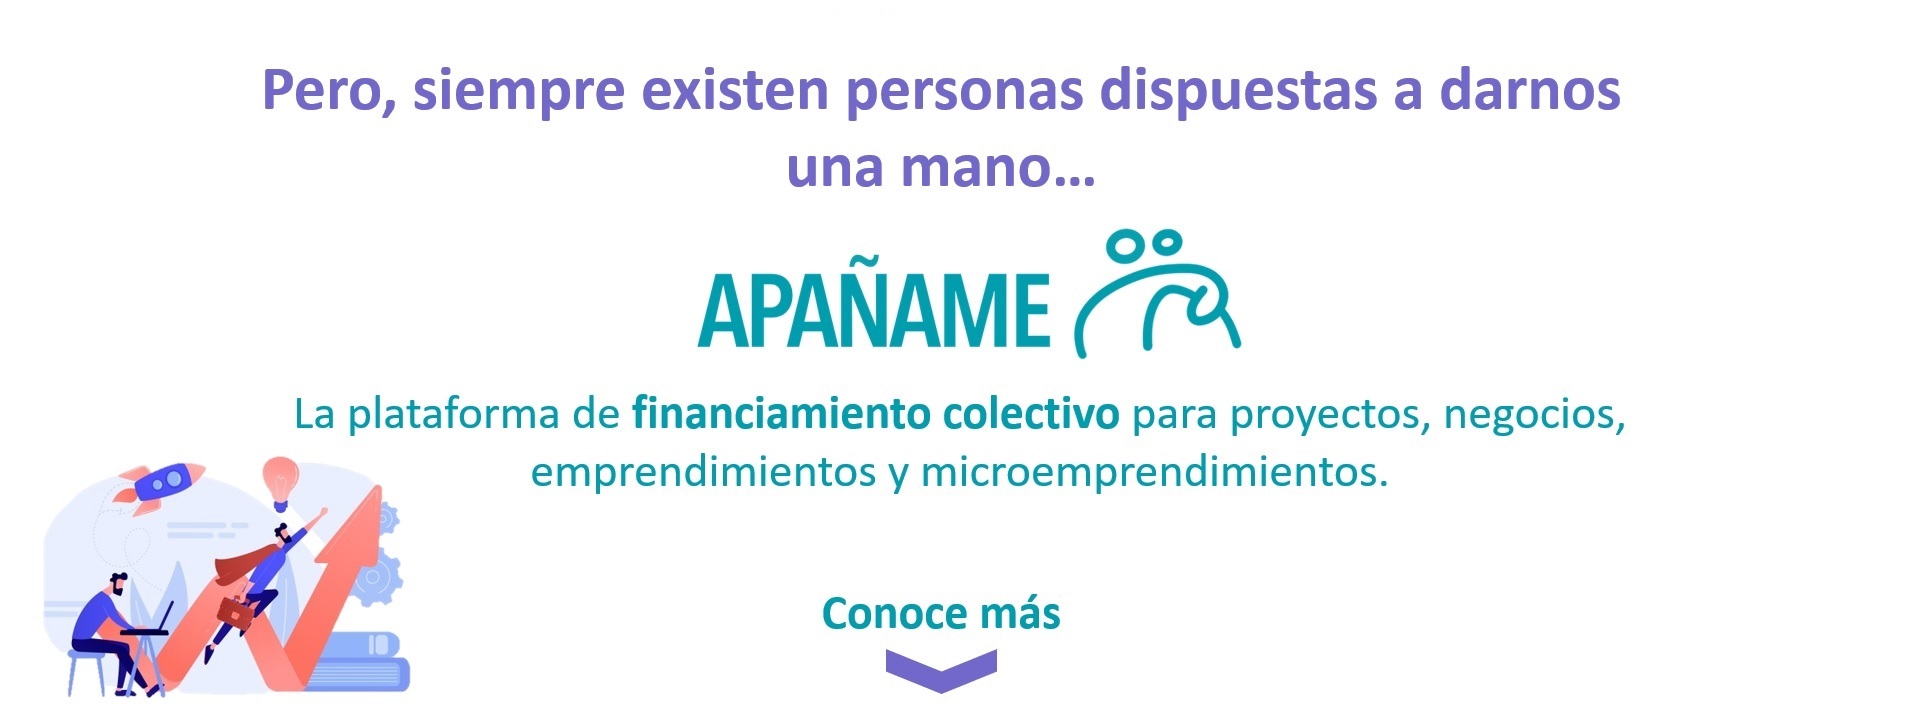 Pero, siempre existen personas dispuestas a darnos
una mano...
APAÑAME
La plataforma de financiamiento colectivo para proyectos, negocios,
emprendimientos y microemprendimientos.
Conoce más